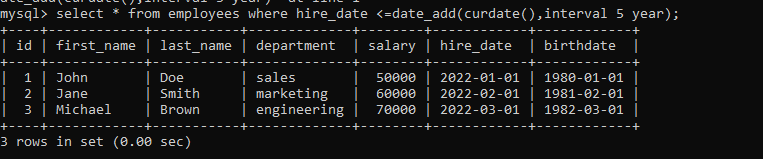 ate_add(curdate(),interval 5 year)' at line 1
mysql> select * from employees where hire_date <=date_add(curdate(),interval 5 year);
+----+------------+-----------+-------------+--------+------------+------------+
| id | first_name | last_name | department  | salary | hire_date  | birthdate  |
+----+------------+-----------+-------------+--------+------------+------------+
|  1 | John       | Doe       | sales       |  50000 | 2022-01-01 | 1980-01-01 |
|  2 | Jane       | Smith     | marketing   |  60000 | 2022-02-01 | 1981-02-01 |
|  3 | Michael    | Brown     | engineering |  70000 | 2022-03-01 | 1982-03-01 |
+----+------------+-----------+-------------+--------+------------+------------+
3 rows in set (0.00 sec)